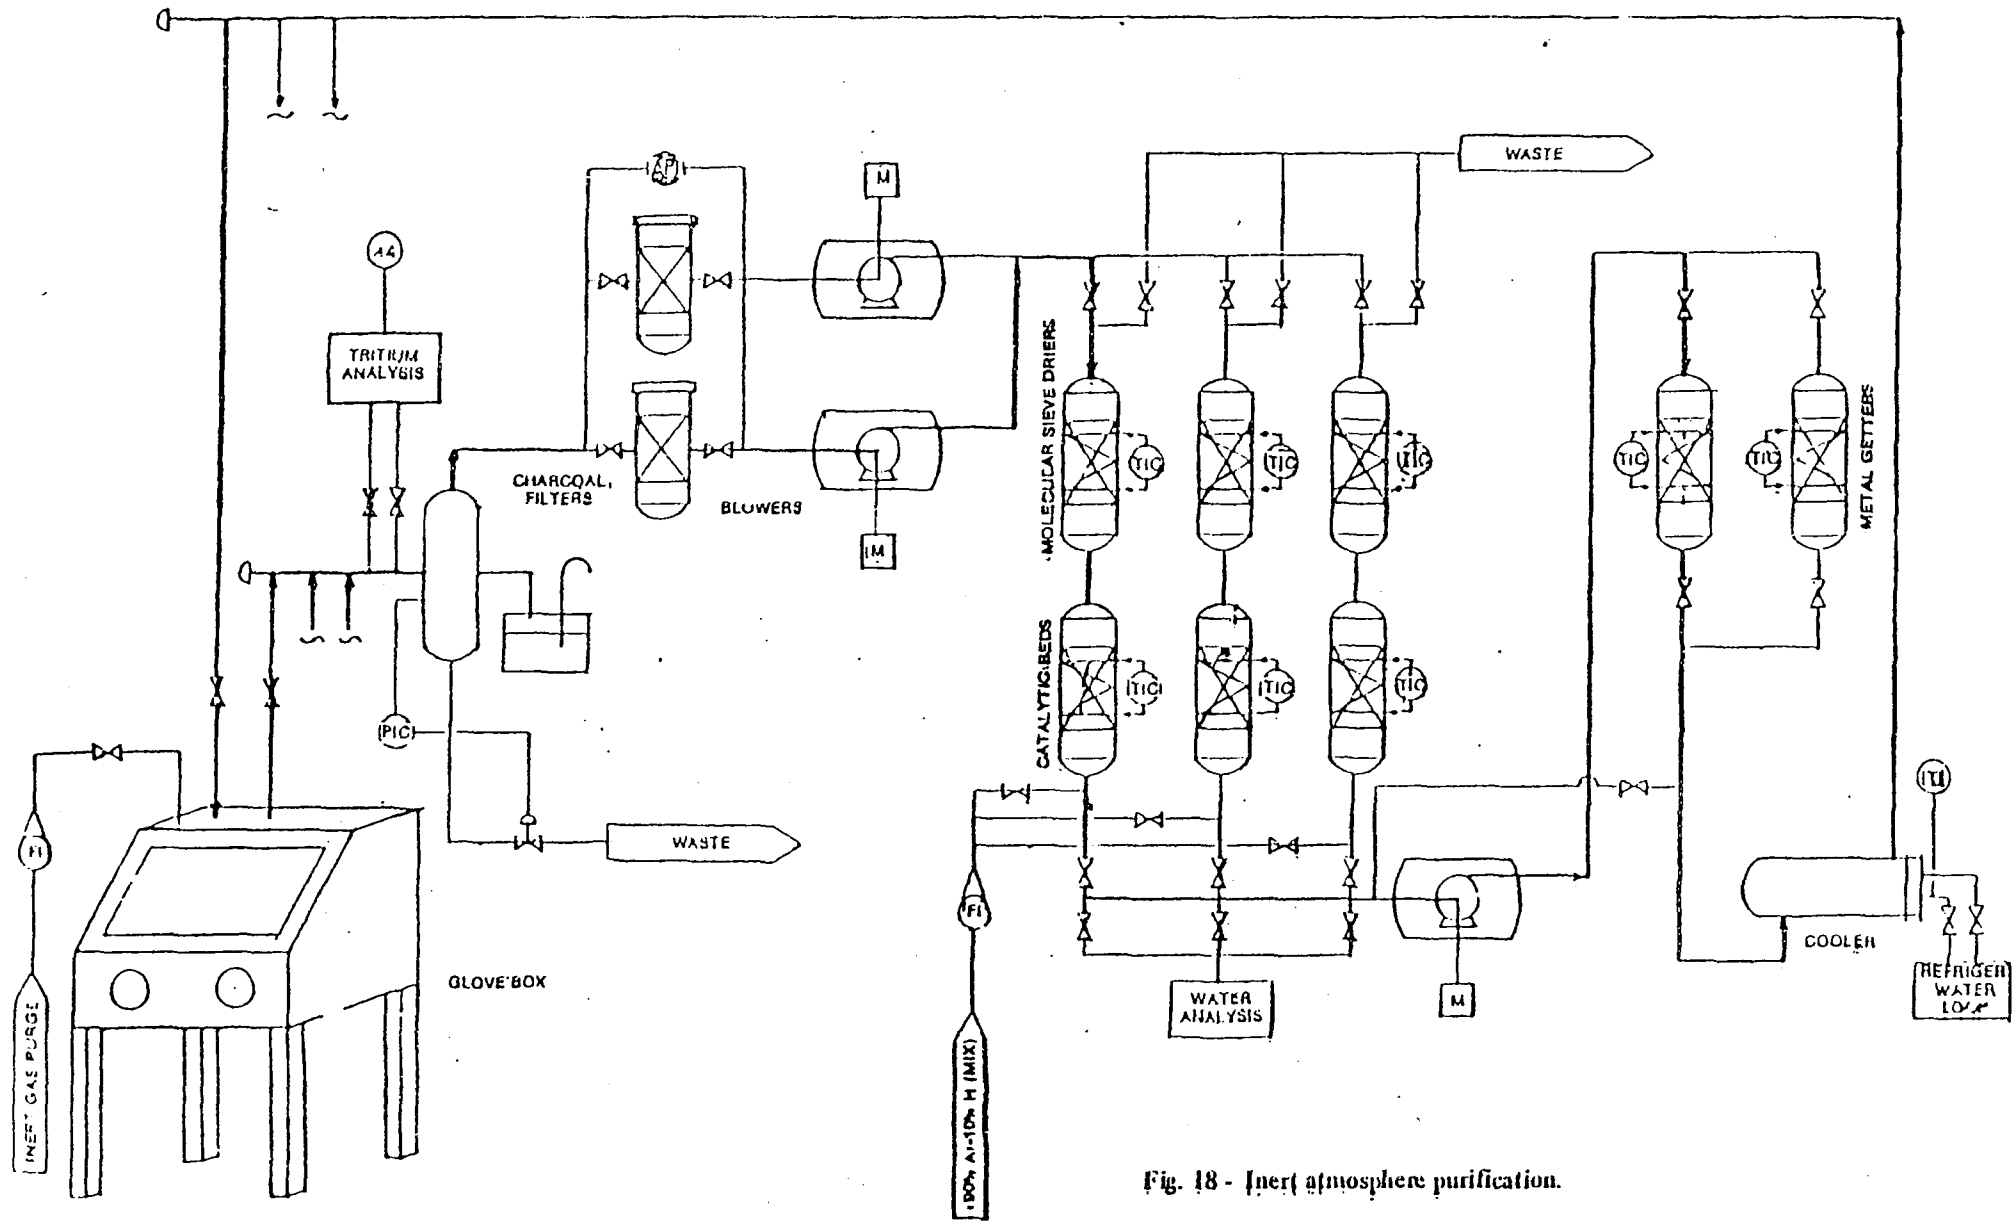 WASTE
M
TRITIUM
ANALYSIS
CHARCOAL
FILTERS
BLOWERS
M
MOLECULAR SIEVE DRIERS
TIC
TIC
TIC
TIC
TIC
METAL GETTERS
CATALYTIC BEDS
TIC
TIC
TIC
PIC
WASTE
FI
FI
GLOVE BOX
INERT GAS PURGE
WATER
ANALYSIS
M
COOLER
REFRIGER
WATER
Fig. 18 - Inert atmosphere purification.